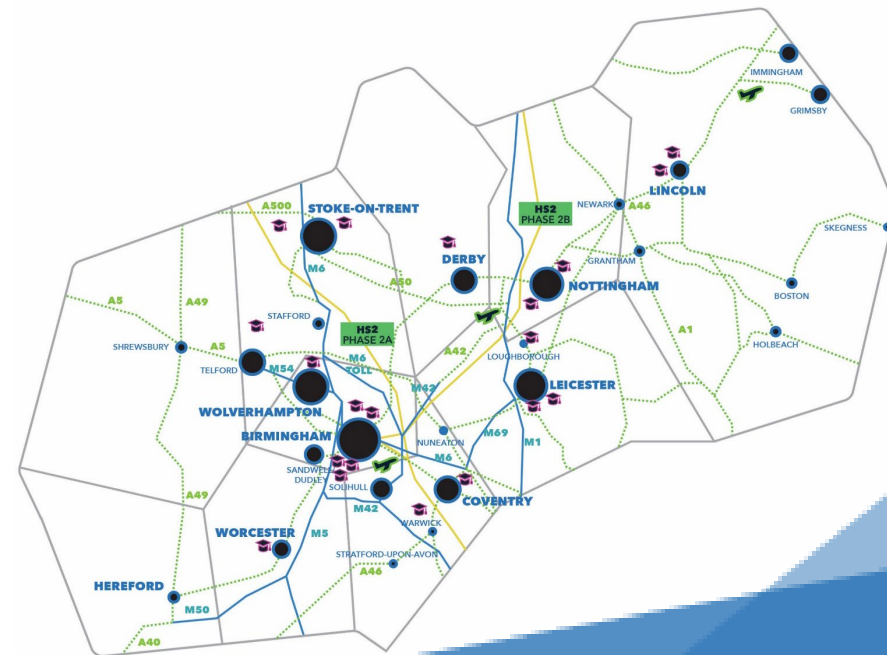 IMMINGHAM
GRIMSBY
LINCOLN
A500
STOKE-ON-TRENT
HS2
PHASE 2B
NEWARK
A46
SKEGNESS
M6
DERBY
GRANTHAM
A50
NOTTINGHAM
BOSTON
A5
A49
STAFFORD
HS2
PHASE 2A
A42
LOUGHBOROUGH
A1
HOLBEACH
SHREWSBURY
A5
TELFORD
M54
M6
TOLL
M42
LEICESTER
WOLVERHAMPTON
BIRMINGHAM
NUNEATON
M69
M1
M6
SANDWELL
DUDLEY
SOLIHULL
COVENTRY
A49
M42
WARWICK
WORCESTER
M5
STRATFORD-UPON-AVON
A46
HEREFORD
M50
A40